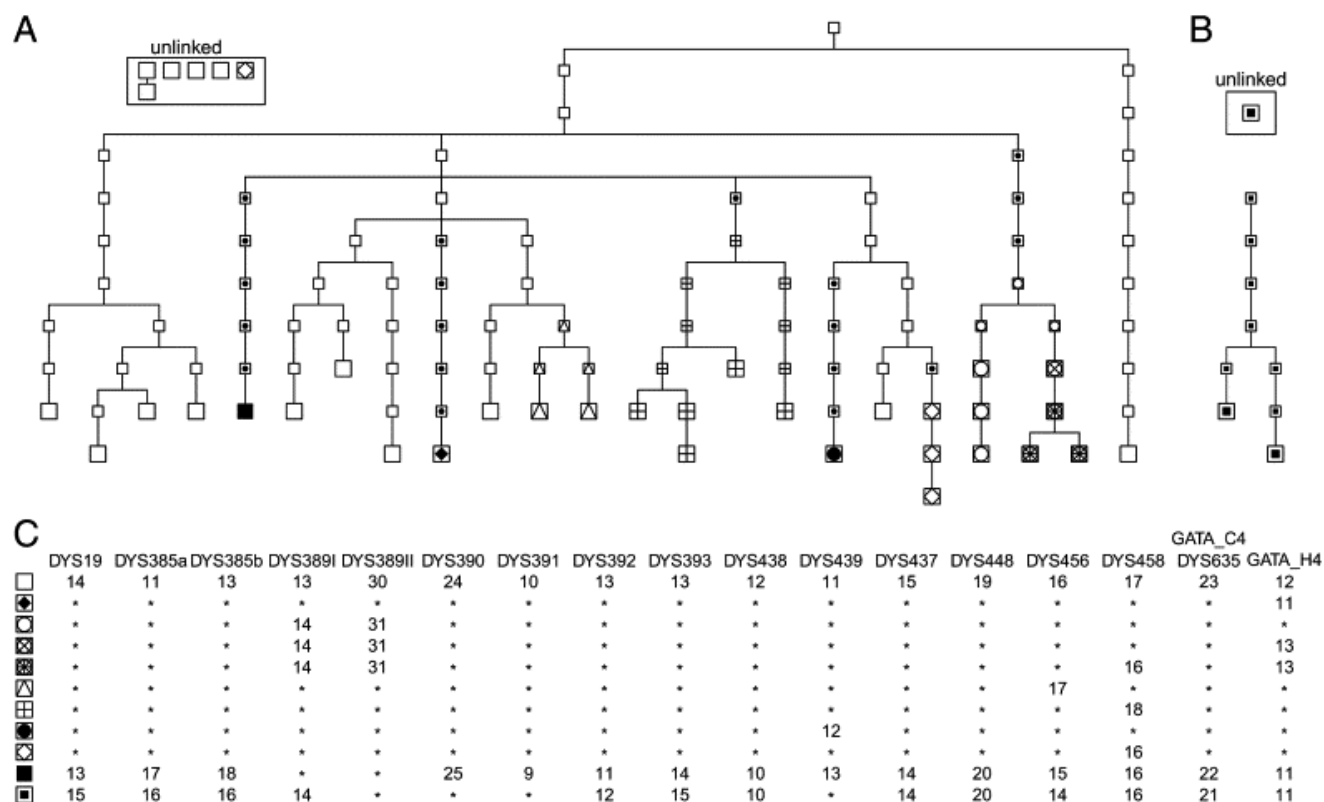 A
B
unlinked
unlinked
C
GATA_C4
DYS19 DYS385a DYS385b DYS389I DYS389II DYS390 DYS391 DYS392 DYS393 DYS438 DYS439 DYS437 DYS448 DYS456 DYS458 DYS635 GATA_H4
14 11 13 13 30 24 10 13 13 12 11 15 19 16 17 23 12
* * * * * * * * * * * * * * * * 11
* * * 14 31 * * * * * * * * * * * *
* * * 14 31 * * * * * * * * * * * 13
* * * 14 31 * * * * * * * * * 16 * 13
* * * * * * * * * * * * * 17 * * *
* * * * * * * * * * * * * * 18 * *
* * * * * * * * * * 12 * * * * * *
* * * * * * * * * * * * * * 16 * *
13 17 18 * * 25 9 11 14 10 13 14 20 15 16 22 11
15 16 16 14 * * * 12 15 10 * 14 20 14 16 21 11